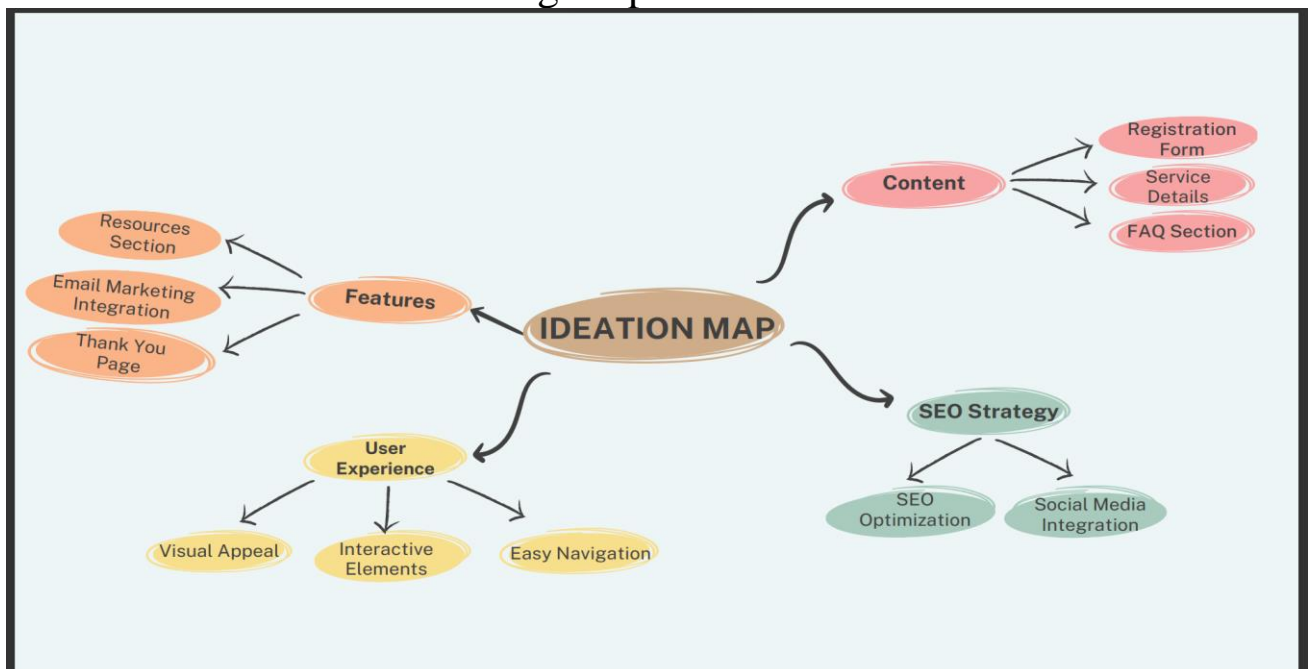 IDEATION MAP
Content
Registration
Form
Service
Details
FAQ Section
Features
Resources
Section
Email Marketing
Integration
Thank You
Page
User
Experience
Visual Appeal
Interactive
Elements
Easy Navigation
SEO Strategy
SEO
Optimization
Social Media
Integration